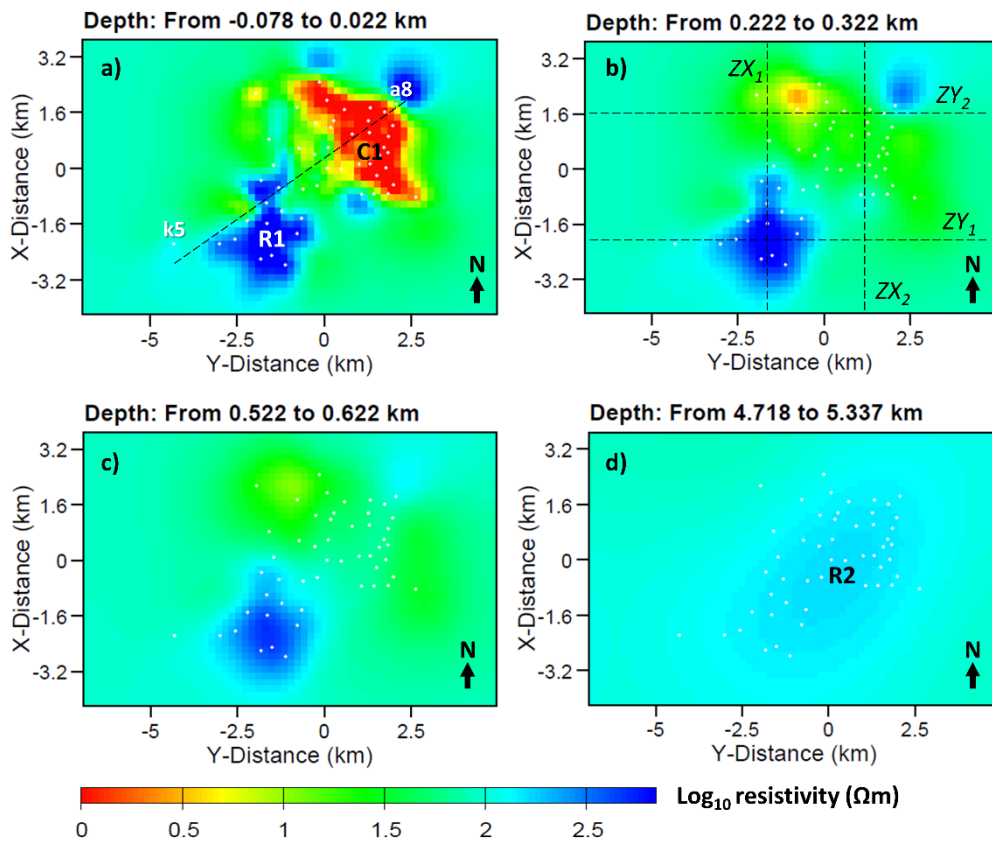 Depth: From -0.078 to 0.022 km
a)
a8
C1
k5
R1
N
X-Distance (km)
3.2
1.6
0
-1.6
-3.2
-5
-2.5
0
2.5
Y-Distance (km)
Depth: From 0.222 to 0.322 km
b)
ZX1
ZY2
ZY1
ZX2
N
X-Distance (km)
3.2
1.6
0
-1.6
-3.2
-5
-2.5
0
2.5
Y-Distance (km)
Depth: From 0.522 to 0.622 km
c)
N
X-Distance (km)
3.2
1.6
0
-1.6
-3.2
-5
-2.5
0
2.5
Y-Distance (km)
Depth: From 4.718 to 5.337 km
d)
R2
N
X-Distance (km)
3.2
1.6
0
-1.6
-3.2
-5
-2.5
0
2.5
Y-Distance (km)
Log10 resistivity (Ωm)
0
0.5
1
1.5
2
2.5